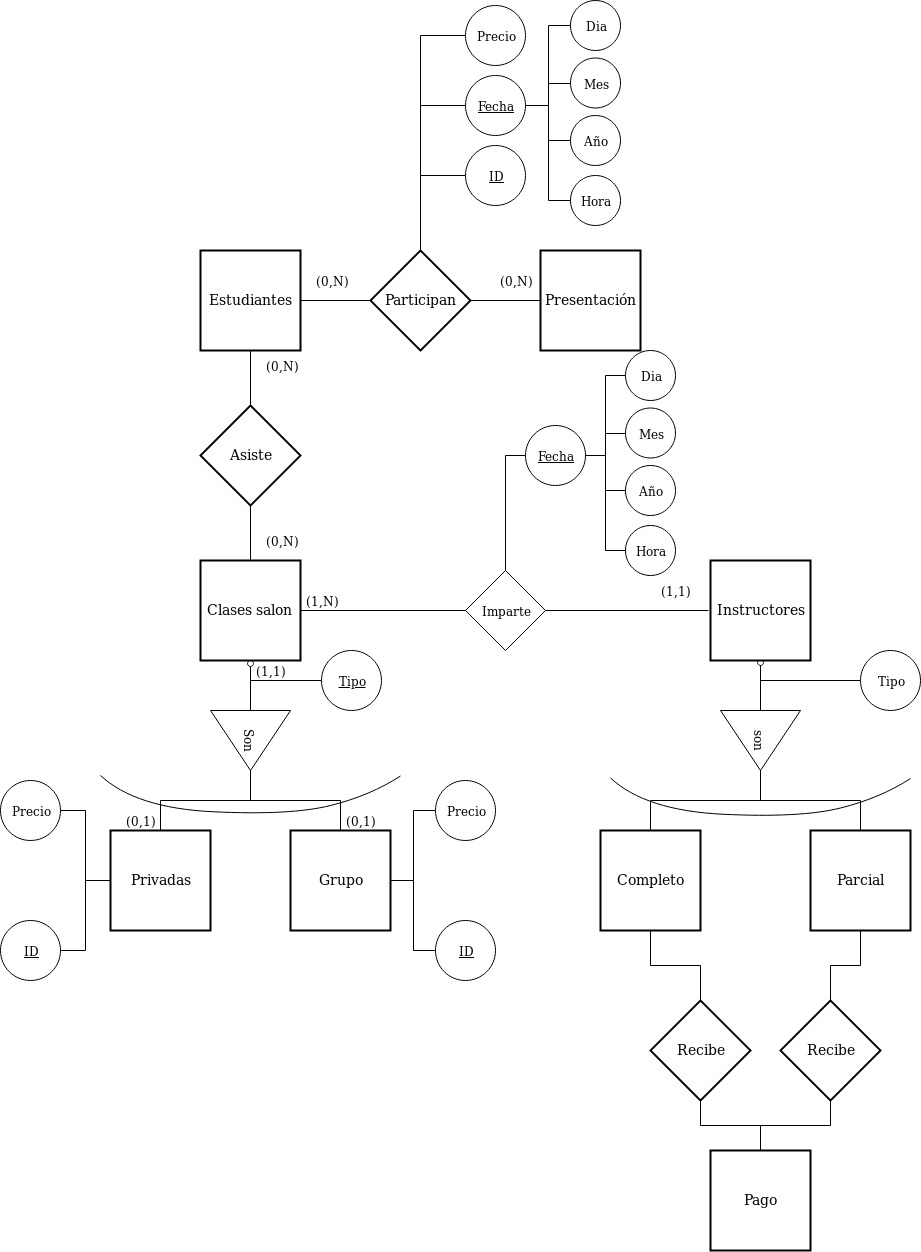 Precio
Dia
Fecha
Mes
Año
ID
Hora
Estudiantes
(0,N)
Participan
(0,N)
Presentación
(0,N)
Asiste
(0,N)
Fecha
Dia
Mes
Año
Hora
Clases salon
(1,N)
Imparte
(1,1)
Instructores
(1,1)
Tipo
Son
Tipo
son
Precio
(0,1)
Privadas
ID
(0,1)
Grupo
Precio
ID
Completo
Parcial
Recibe
Recibe
Pago